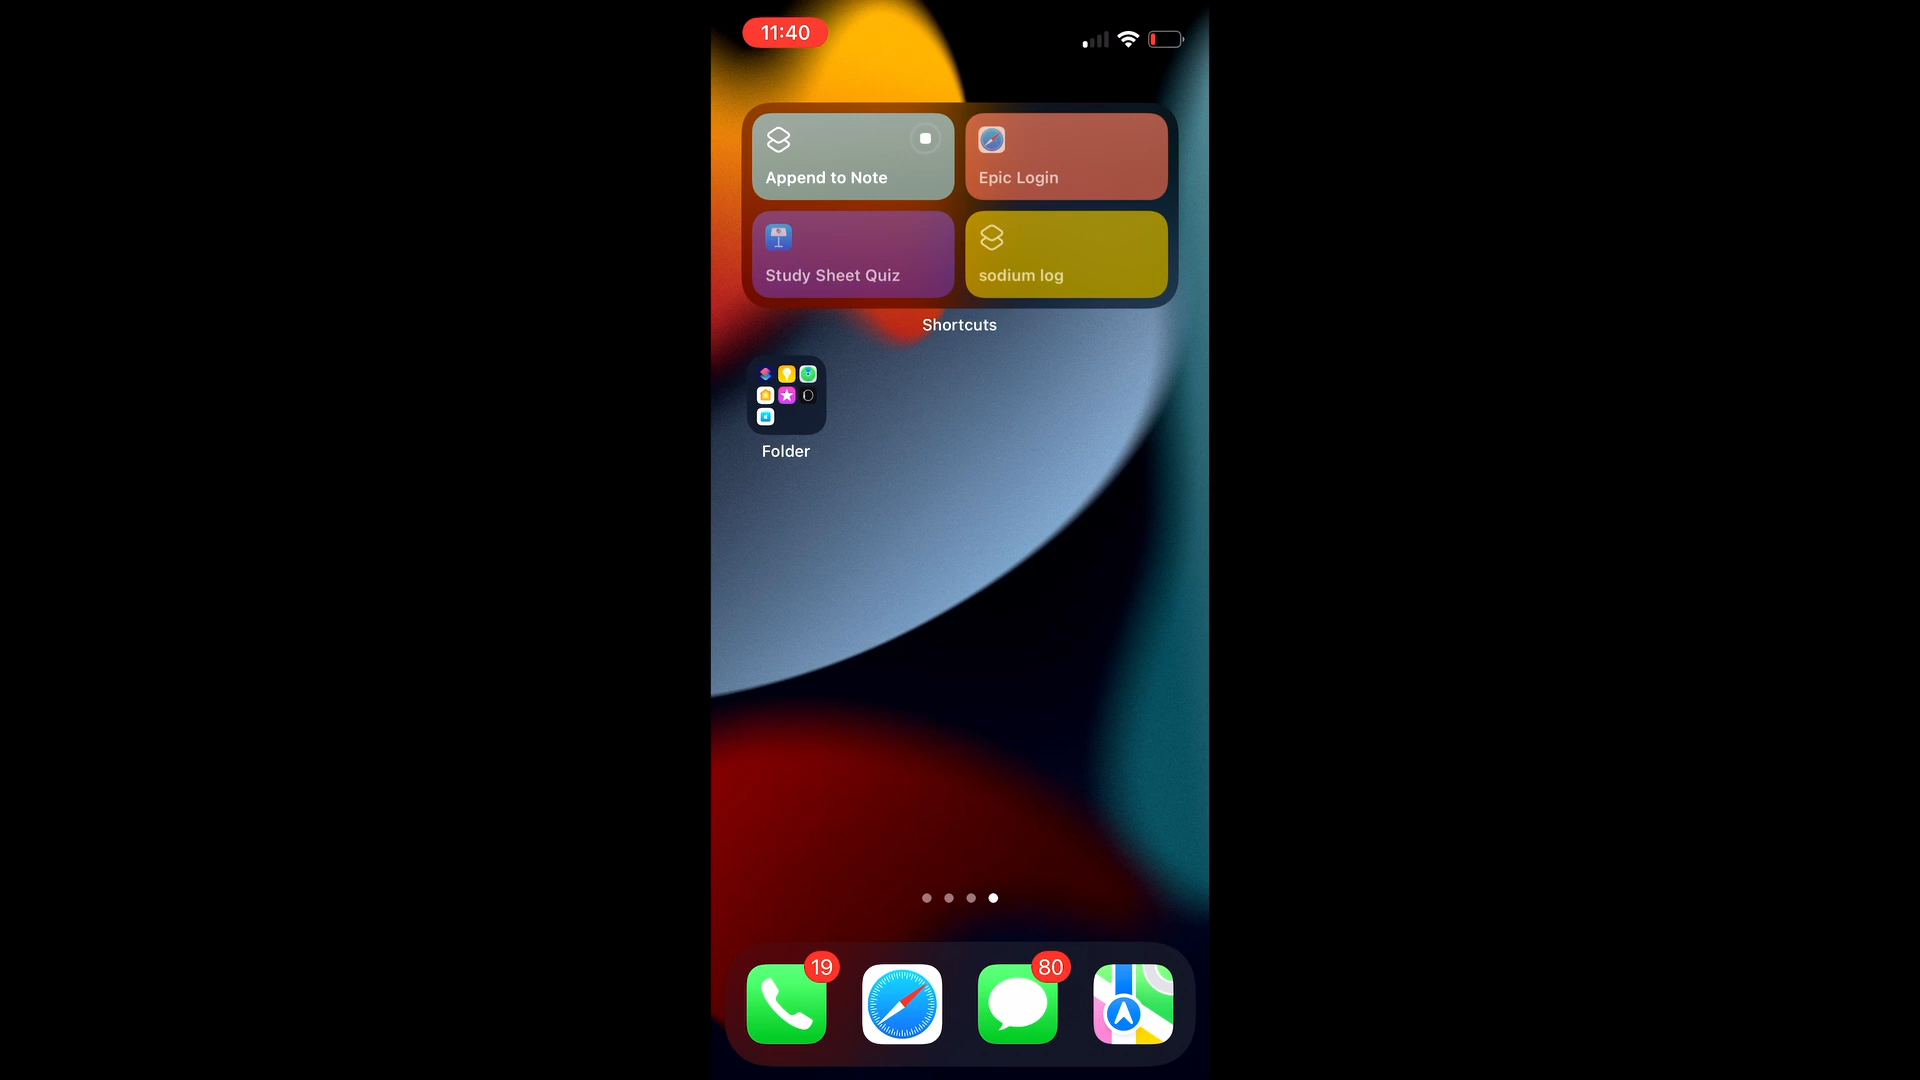 11:40
Append to Note
Epic Login
Study Sheet Quiz
sodium log
Shortcuts
Folder
19
80